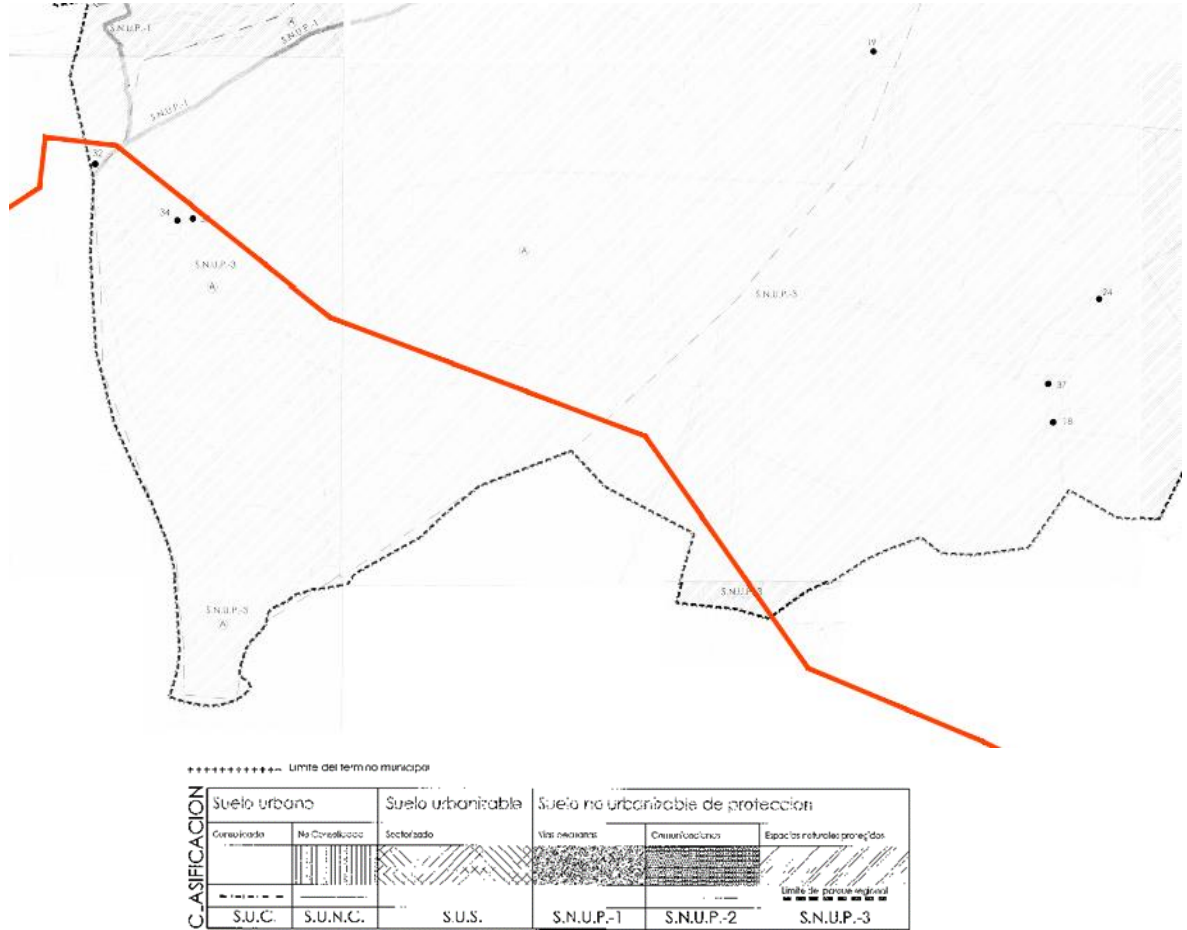 S.N.U.P.-1
S.N.U.P.-1
19
S.N.U.P.-1
32
34
S.N.U.P.-3
A
A
S.N.U.P.-3
24
37
18
S.N.U.P.-3
S.N.U.P.-3
A
Limite del termino municipal
CLASIFICACION
Suelo urbano
Suelo urbanizable
Suelo no urbanizable de proteccion
Consolidado
No Consolidado
Sectorizado
Vias pecuarias
Comunicaciones
Espacios naturales protegidos
Limite de parque regional
S.U.C.
S.U.N.C.
S.U.S.
S.N.U.P.-1
S.N.U.P.-2
S.N.U.P.-3